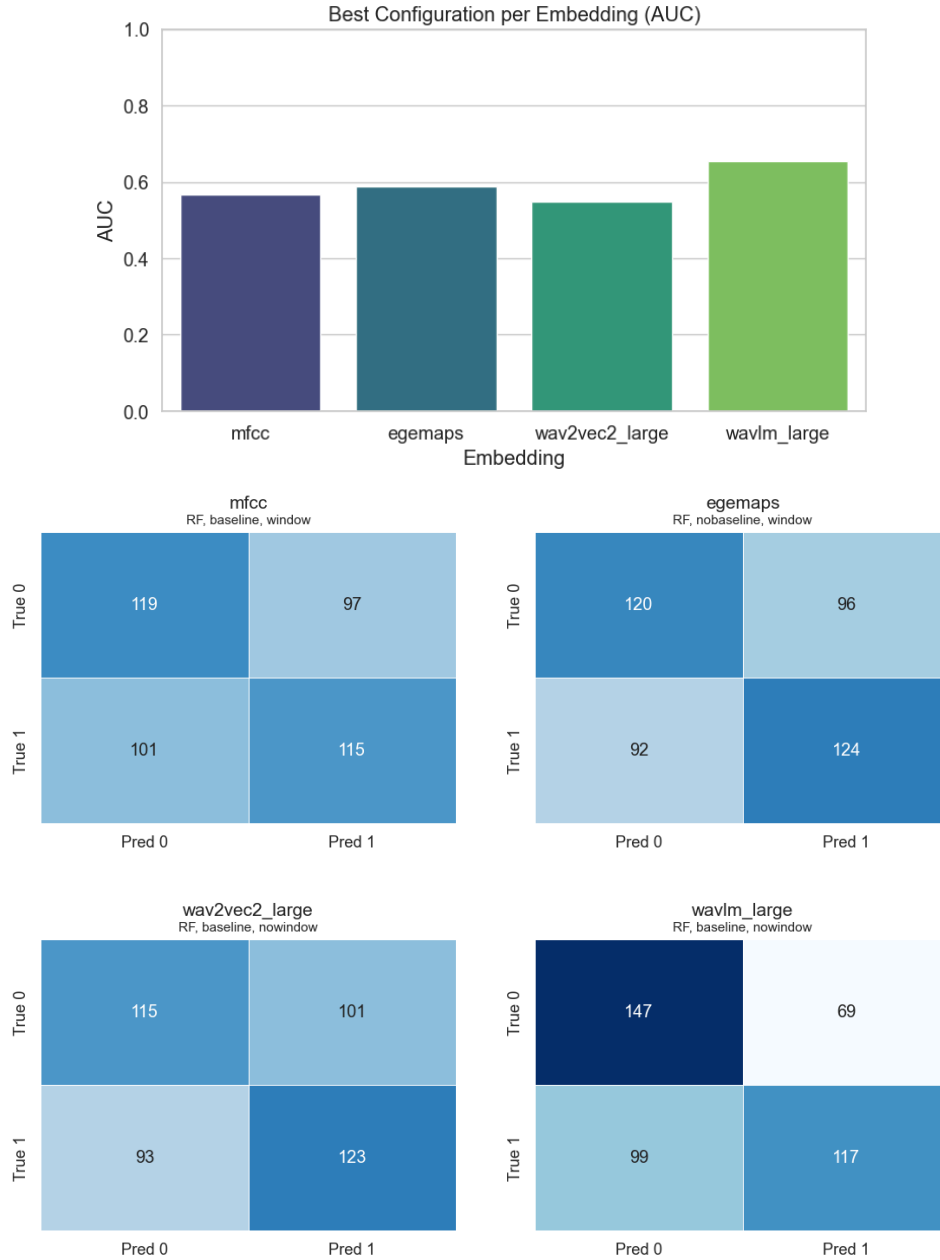 Best Configuration per Embedding (AUC)
1.0
0.8
0.6
0.4
0.2
0.0
AUC
mfcc egemaps wav2vec2_large wavlm_large
Embedding
mfcc
RF, baseline, window
True 0
119 97
True 1
101 115
Pred 0 Pred 1
egemaps
RF, nobaseline, window
True 0
120 96
True 1
92 124
Pred 0 Pred 1
wav2vec2_large
RF, baseline, nowindow
True 0
115 101
True 1
93 123
Pred 0 Pred 1
wavlm_large
RF, baseline, nowindow
True 0
147 69
True 1
99 117
Pred 0 Pred 1